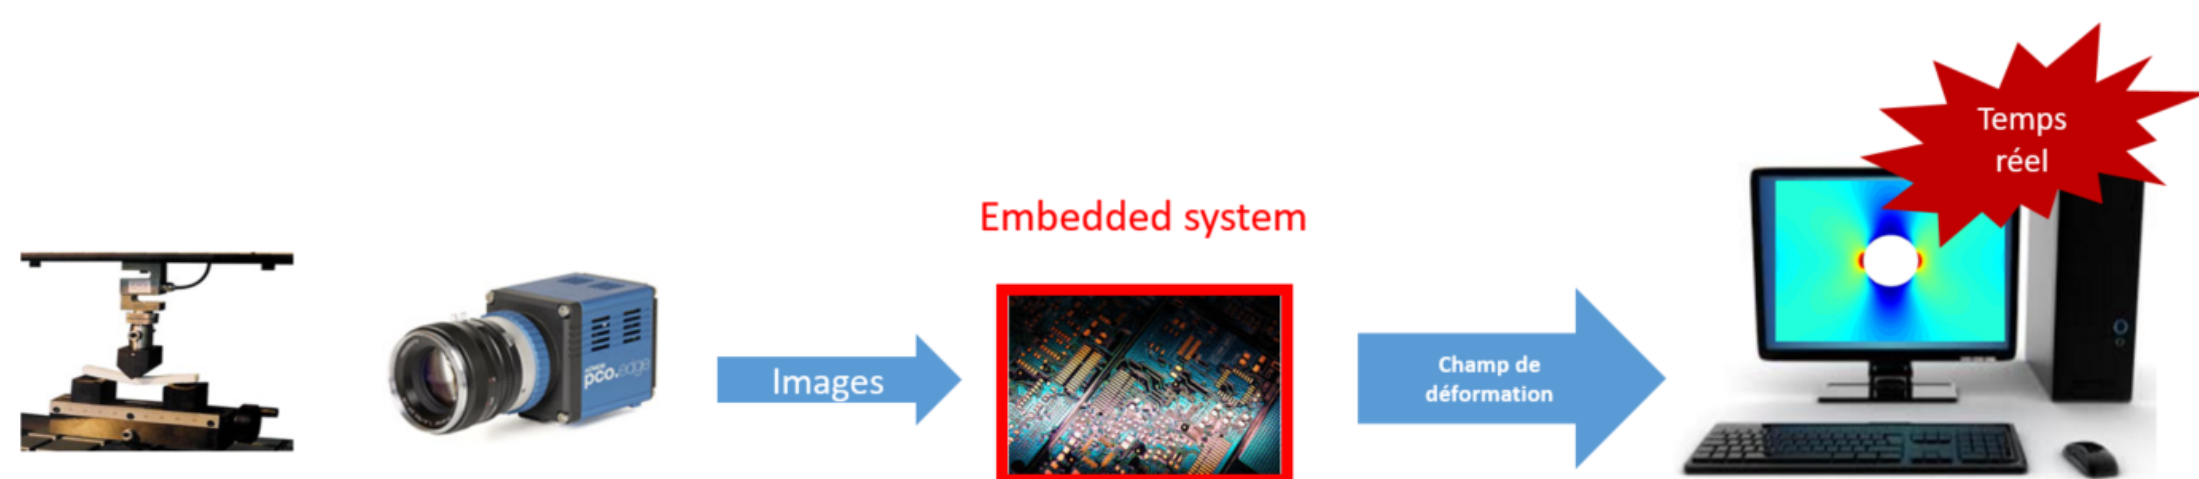 pco.edge
Images
Embedded system
Champ de
déformation
Temps
réel